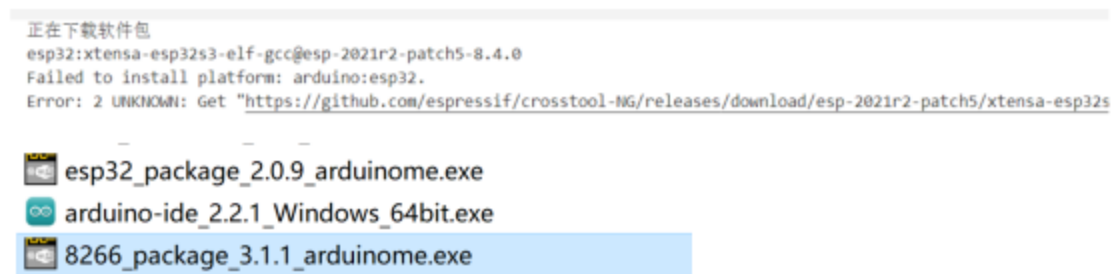 正在下载软件包
esp32:xtensa-esp32s3-elf-gcc@esp-2021r2-patch5-8.4.0
Failed to install platform: arduino:esp32.
Error: 2 UNKNOWN: Get "https://github.com/espressif/crosstool-NG/releases/download/esp-2021r2-patch5/xtensa-esp32s
esp32_package_2.0.9_arduinome.exe
arduino-ide_2.2.1_Windows_64bit.exe
8266_package_3.1.1_arduinome.exe